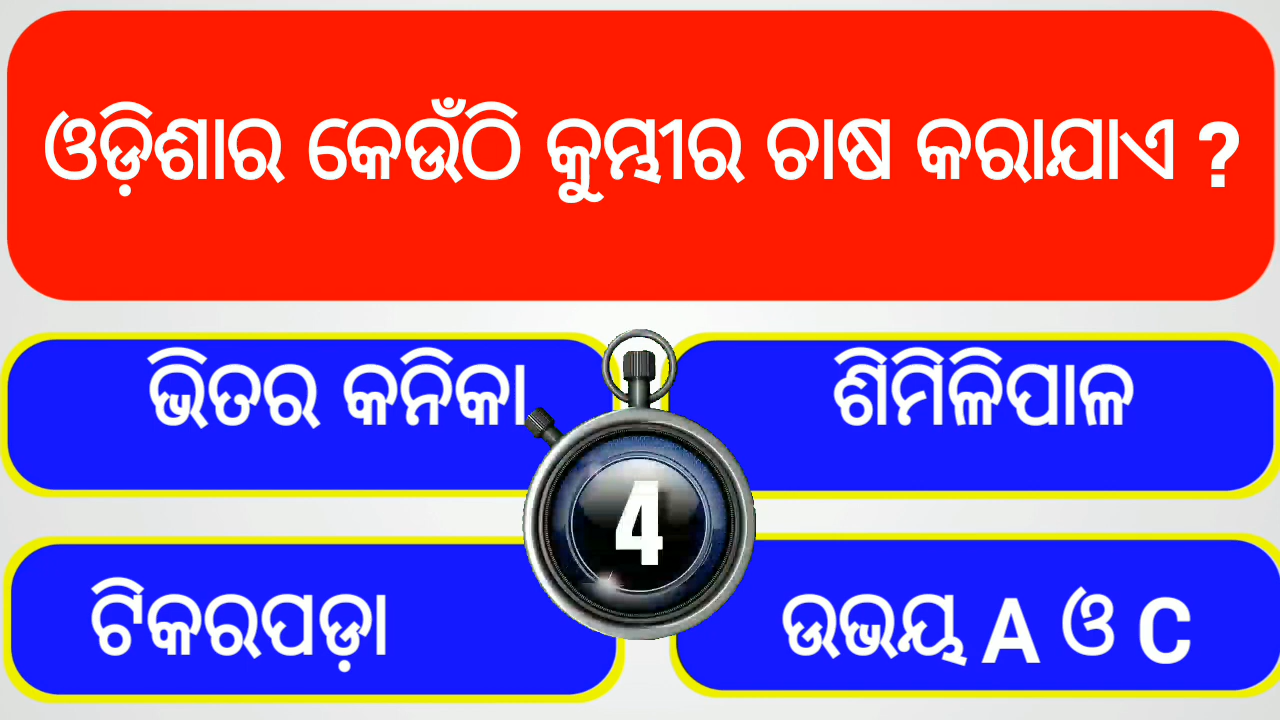 ଓଡ଼ିଶାର କେଉଁଠି କୁମ୍ଭୀର ଚାଷ କରାଯାଏ ?
ଭିତର କନିକା
ଶିମିଳିପାଳ
4
ଟିକରପଡ଼ା
ଉଭୟ A ଓ C